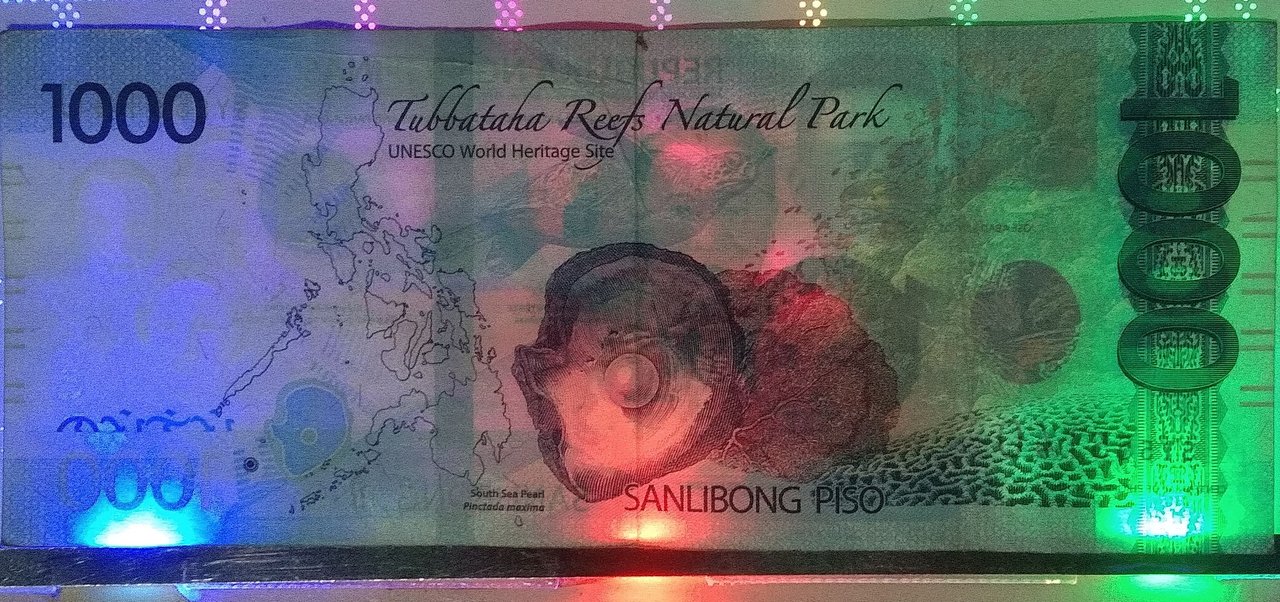 1000
Tubbataha Reefs Natural Park
UNESCO World Heritage Site
1000
South Sea Pearl
Pinctada maxima
SANLIBONG PISO